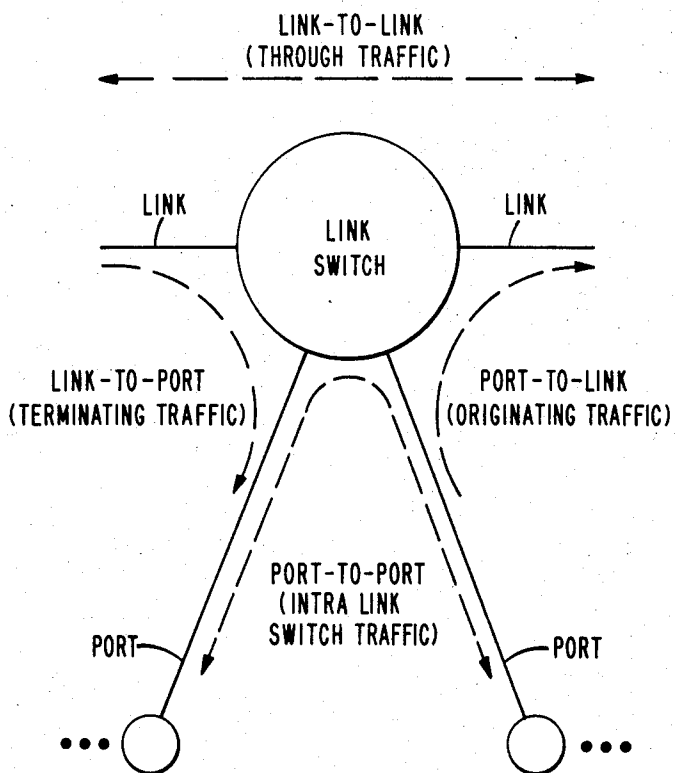 LINK-TO-LINK
(THROUGH TRAFFIC)
LINK
LINK
LINK
SWITCH
LINK-TO-PORT
(TERMINATING TRAFFIC)
PORT-TO-LINK
(ORIGINATING TRAFFIC)
PORT-TO-PORT
(INTRA LINK
SWITCH TRAFFIC)
PORT
PORT